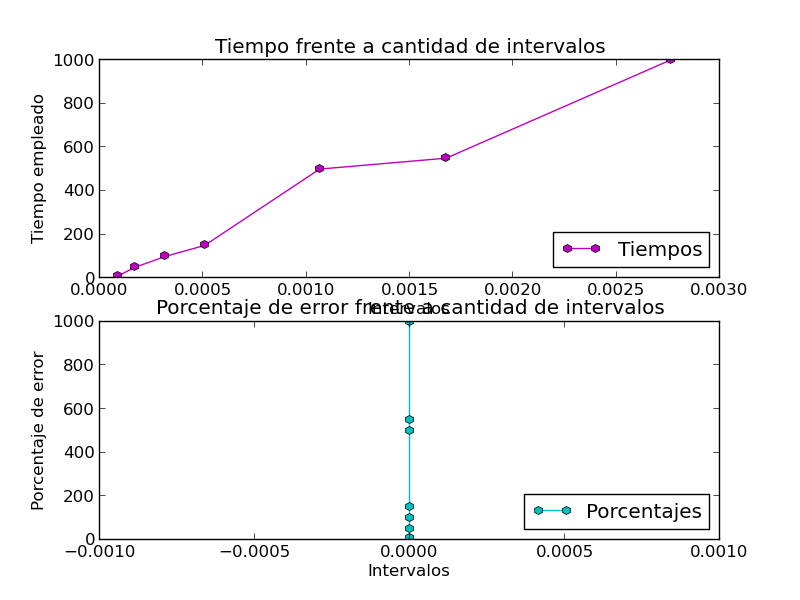 Tiempo frente a cantidad de intervalos
1000
800
600
400
200
0
Tiempo empleado
Tiempos
0.0000 0.0005 0.0010 0.0015 0.0020 0.0025 0.0030
Intervalos
Porcentaje de error frente a cantidad de intervalos
1000
800
600
400
200
0
Porcentaje de error
Porcentajes
−0.0010 −0.0005 0.0000 0.0005 0.0010
Intervalos